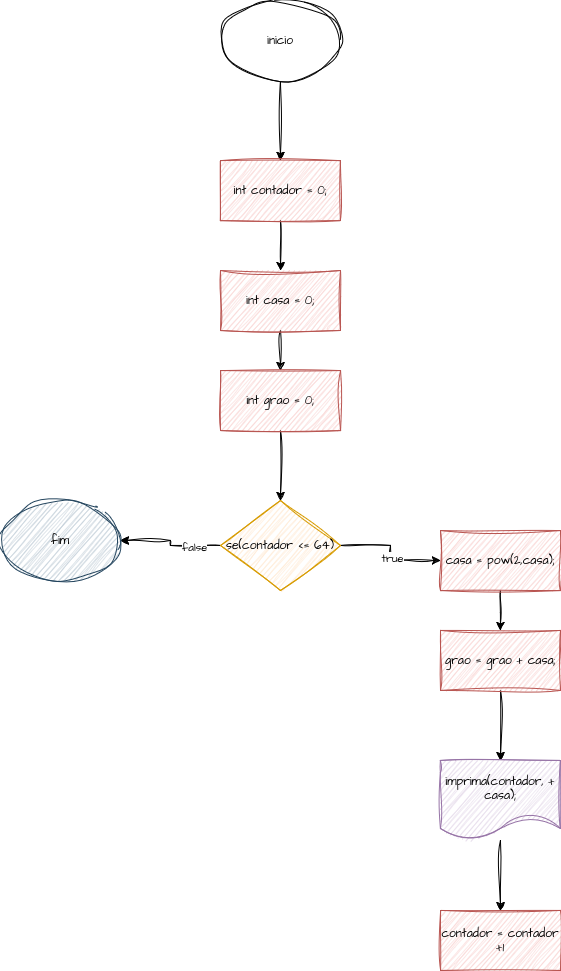 inicio
int contador = 0;
int casa = 0;
int grao = 0;
se(contador <= 64)
false
fim
true
casa = pow(2,casa);
grao = grao + casa;
imprima(contador, +
casa);
contador = contador
+1